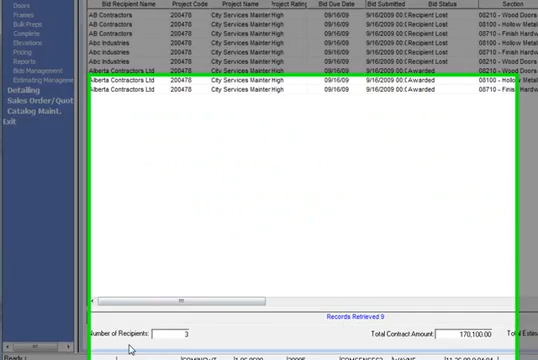 Bid Recipient Name Project Code Project Name Project Rating Bid Due Date Bid Submitted Bid Status Section
Doors AB Contractors 200478 City Services Mainter High 09/16/09 9/16/2009 00:( Recipient Lost 08210 - Wood Doors
Frames AB Contractors 200478 City Services Mainter High 09/16/09 9/16/2009 00:( Recipient Lost 08100 - Hollow Metal
Bulk Preps AB Contractors 200478 City Services Mainter High 09/16/09 9/16/2009 00:( Recipient Lost 08710 - Finish Hardw
Complete Abc Industries 200478 City Services Mainter High 09/16/09 9/16/2009 00:( Recipient Lost 08710 - Finish Hardw
Elevations Abc Industries 200478 City Services Mainter High 09/16/09 9/16/2009 00:( Recipient Lost 08100 - Hollow Metal
Pricing Abc Industries 200478 City Services Mainter High 09/16/09 9/16/2009 00:( Recipient Lost 08210 - Wood Doors
Reports Alberta Contractors Ltd 200478 City Services Mainter High 09/16/09 9/16/2009 00:( Awarded 08210 - Wood Doors
Bids Management Alberta Contractors Ltd 200478 City Services Mainter High 09/16/09 9/16/2009 00:( Awarded 08100 - Hollow Metal
Estimating Manageme Alberta Contractors Ltd 200478 City Services Mainter High 09/16/09 9/16/2009 00:( Awarded 08710 - Finish Hardw
Detailing
Sales Order/Quot
Catalog Maint.
Exit
Records Retrieved 9
Number of Recipients: 3 Total Contract Amount: 170,100.00 Total Estim
Ready